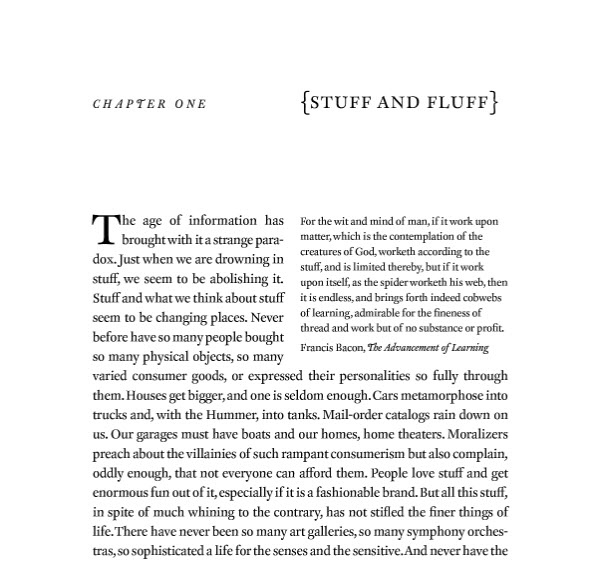 CHAPTER ONE
{STUFF AND FLUFF}
The age of information has
brought with it a strange para-
dox. Just when we are drowning in
stuff, we seem to be abolishing it.
Stuff and what we think about stuff
seem to be changing places. Never
before have so many people bought
so many physical objects, so many
For the wit and mind of man, if it work upon
matter, which is the contemplation of the
creatures of God, worketh according to the
stuff, and is limited thereby, but if it work
upon itself, as the spider worketh his web, then
it is endless, and brings forth indeed cobwebs
of learning, admirable for the fineness of
thread and work but of no substance or profit.
Francis Bacon, The Advancement of Learning
varied consumer goods, or expressed their personalities so fully through
them. Houses get bigger, and one is seldom enough. Cars metamorphose into
trucks and, with the Hummer, into tanks. Mail-order catalogs rain down on
us. Our garages must have boats and our homes, home theaters. Moralizers
preach about the villainies of such rampant consumerism but also complain,
oddly enough, that not everyone can afford them. People love stuff and get
enormous fun out of it, especially if it is a fashionable brand. But all this stuff,
in spite of much whining to the contrary, has not stifled the finer things of
life. There have never been so many art galleries, so many symphony orches-
tras, so sophisticated a life for the senses and the sensitive. And never have the